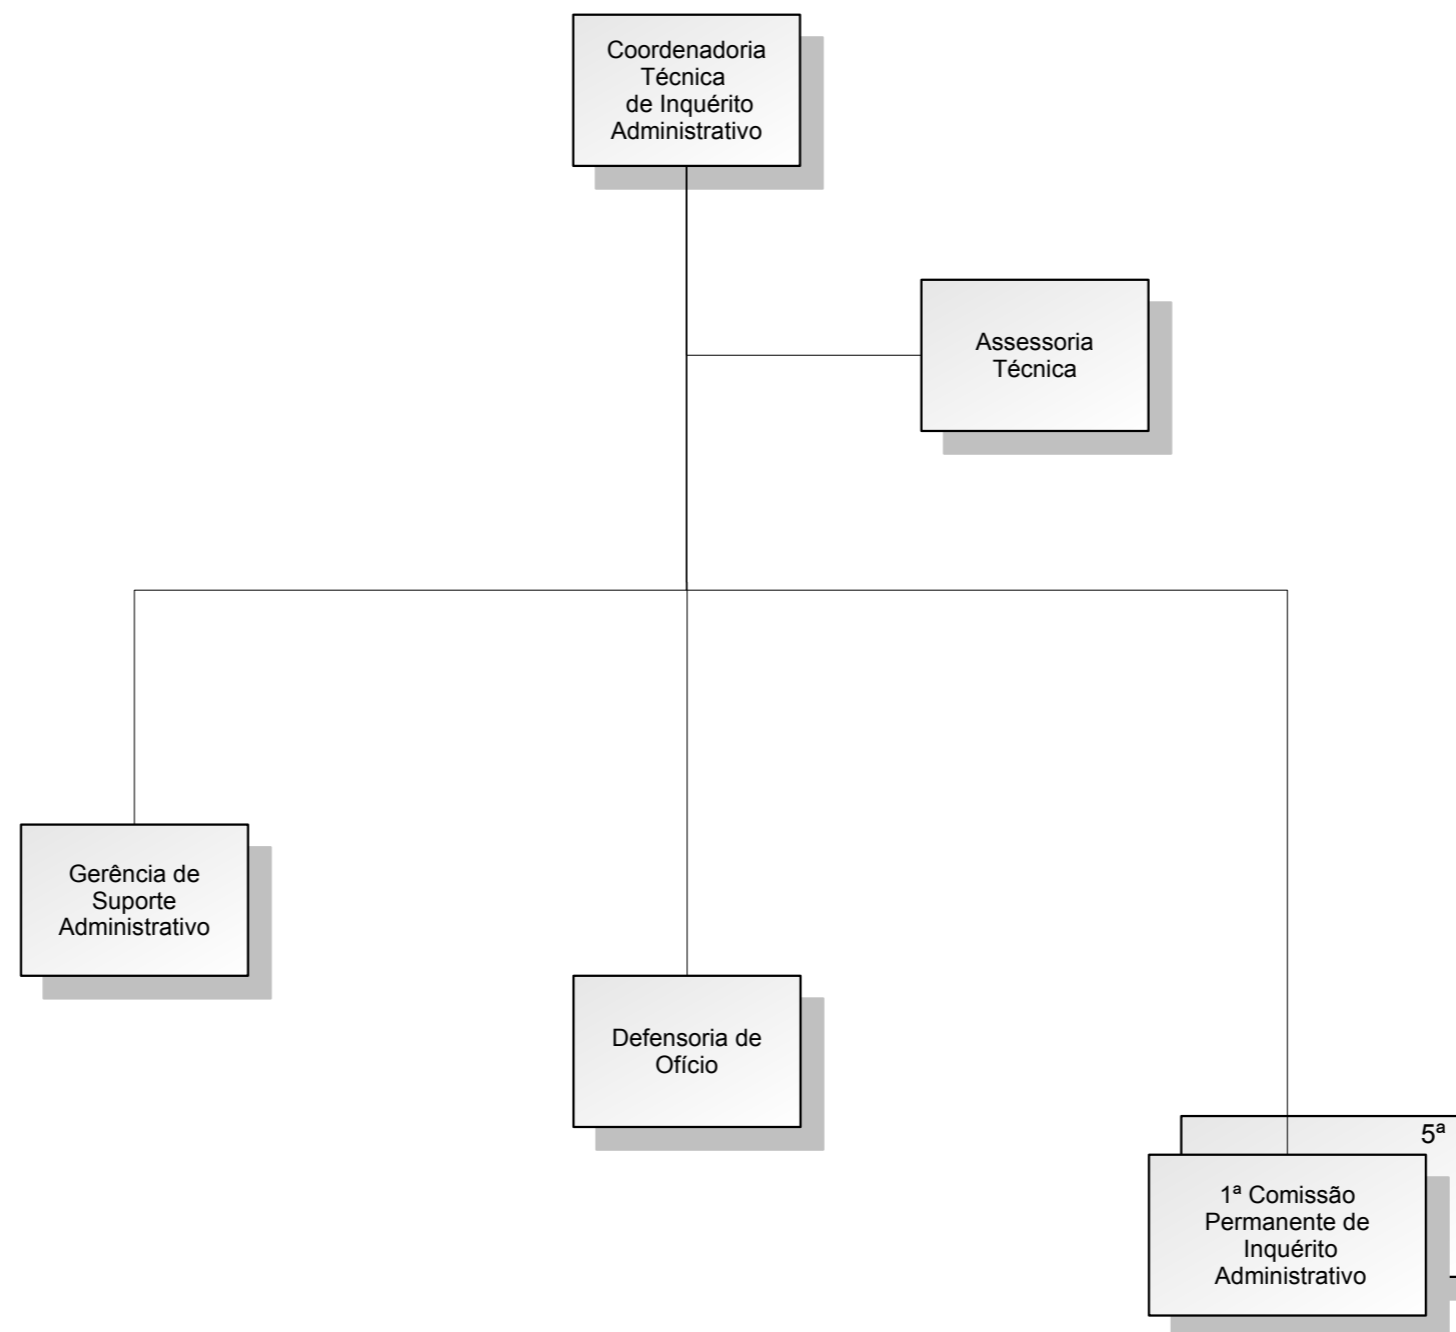 Coordenadoria
Técnica
de Inquérito
Administrativo
Assessoria
Técnica
Gerência de
Suporte
Administrativo
Defensoria de
Ofício
5ª
1ª Comissão
Permanente de
Inquérito
Administrativo